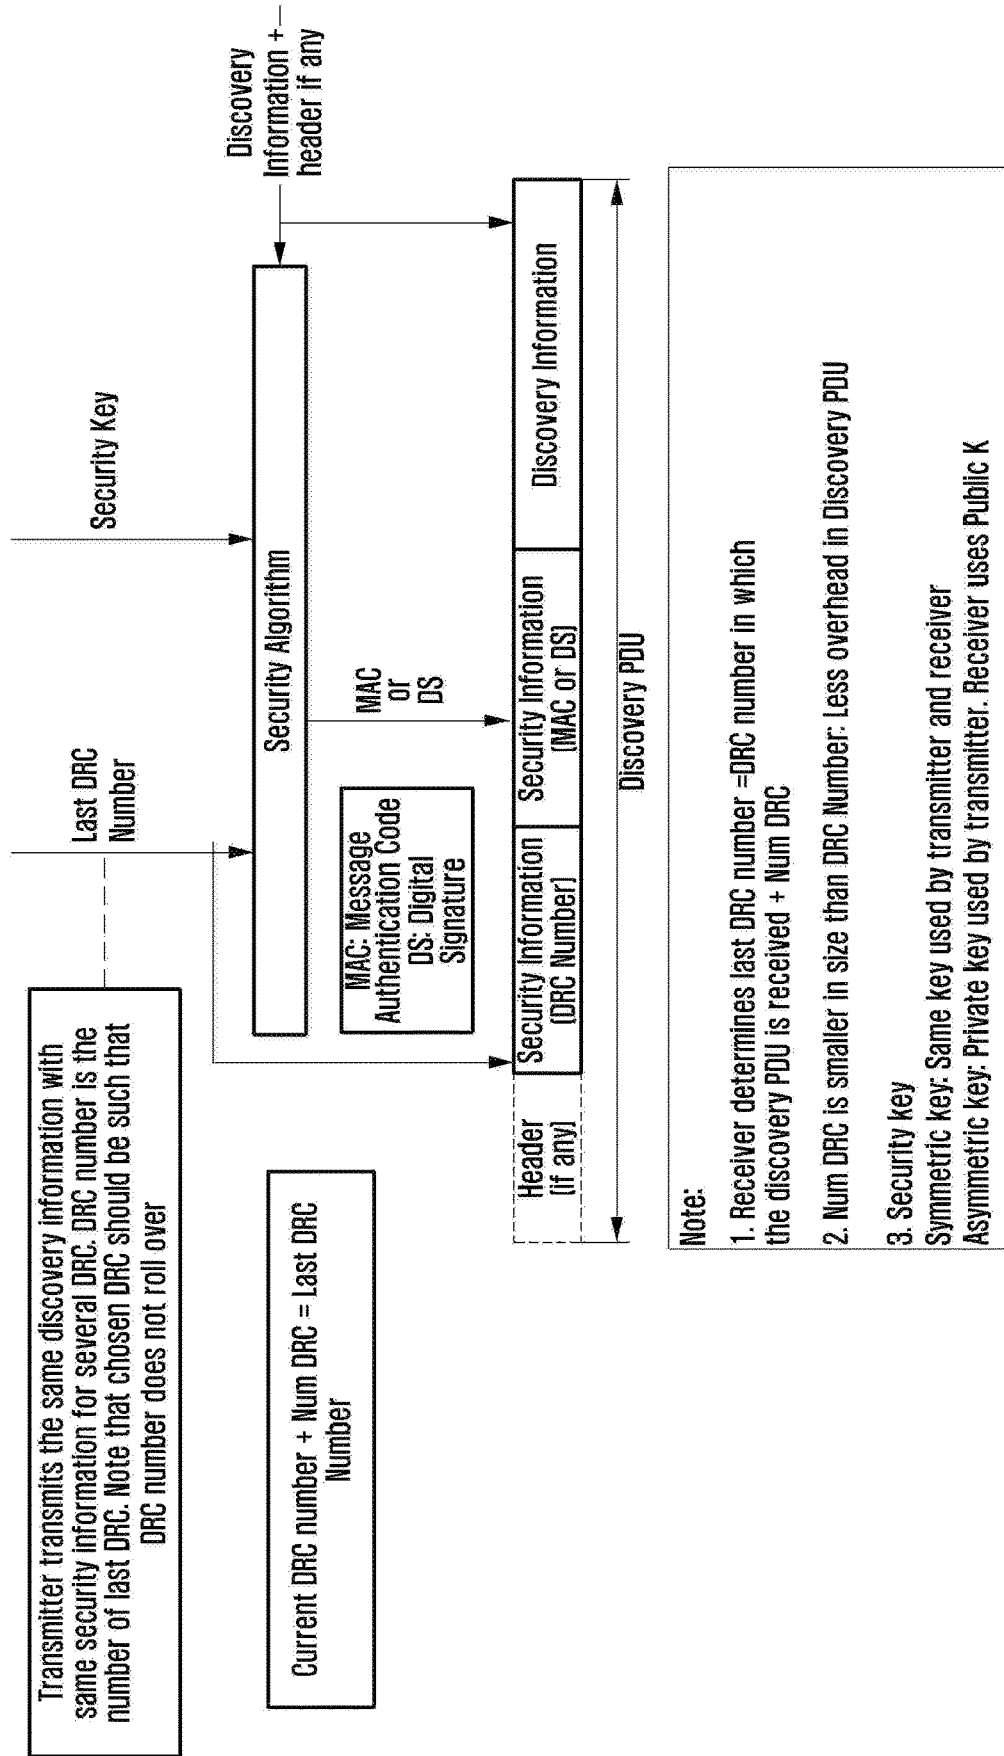 Transmitter transmits the same discovery information with
same security information for several DRC. DRC number is the
number of last DRC. Note that chosen DRC should be such that
DRC number does not roll over
Last DRC
Number
Security Key
Discovery
Information +
header if any
Current DRC number + Num DRC = Last DRC
Number
Security Algorithm
MAC: Message
Authentication Code
DS: Digital
Signature
MAC
or
DS
Header
(if any)
Security Information
(DRC Number)
Security Information
(MAC or DS)
Discovery Information
Discovery PDU
Note:
1. Receiver determines last DRC number =DRC number in which
the discovery PDU is received + Num DRC
2. Num DRC is smaller in size than DRC Number: Less overhead in Discovery PDU
3. Security key
Symmetric key: Same key used by transmitter and receiver
Asymmetric key: Private key used by transmitter. Receiver uses Public K